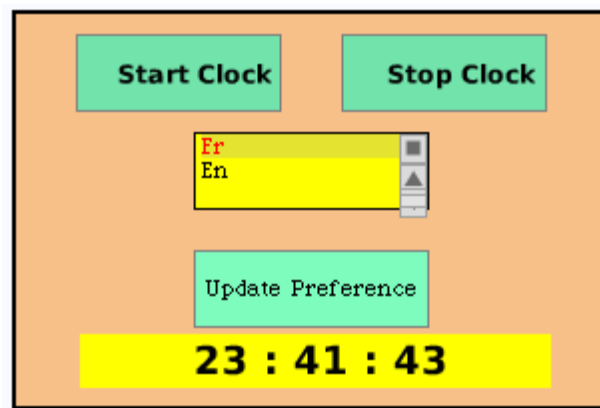 Start Clock Stop Clock
Fr
En
Update Preference
23 : 41 : 43